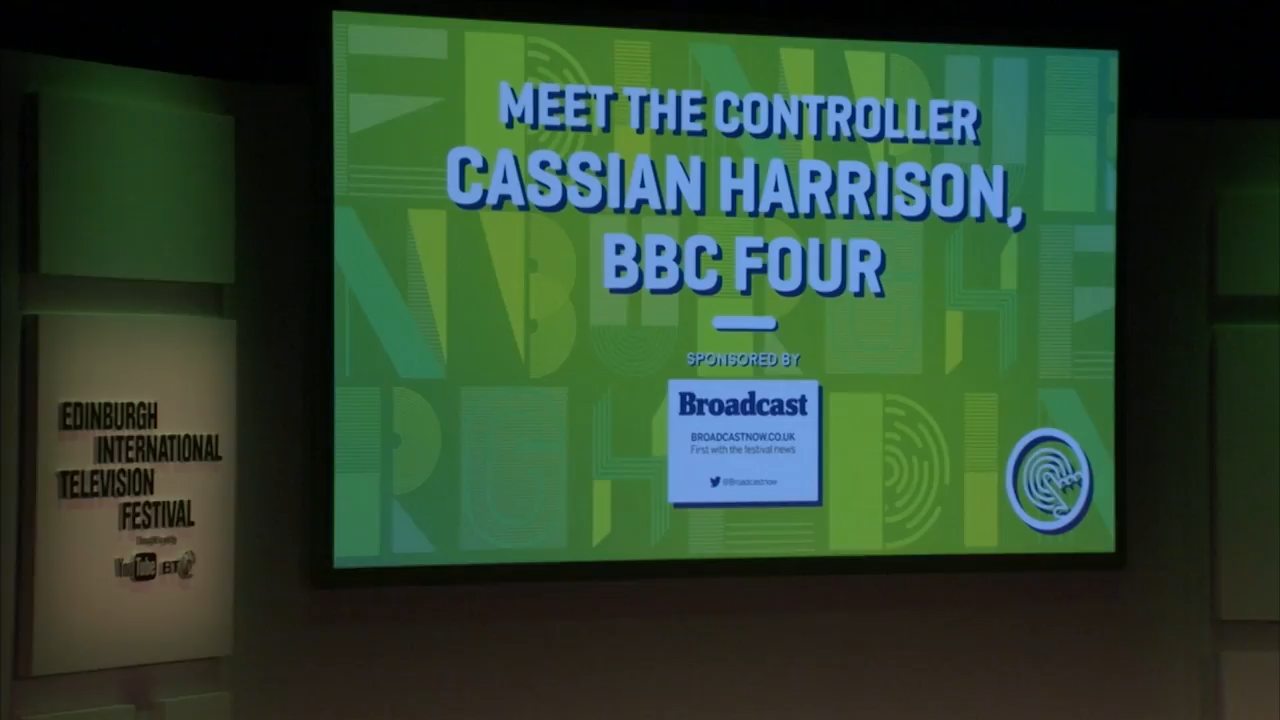 MEET THE CONTROLLER
CASSIAN HARRISON,
BBC FOUR
SPONSORED BY
Broadcast
BROADCASTNOW.CO.UK
First with the festival news
@Broadcastnow
EDINBURGH
INTERNATIONAL
TELEVISION
FESTIVAL
YouTube BT